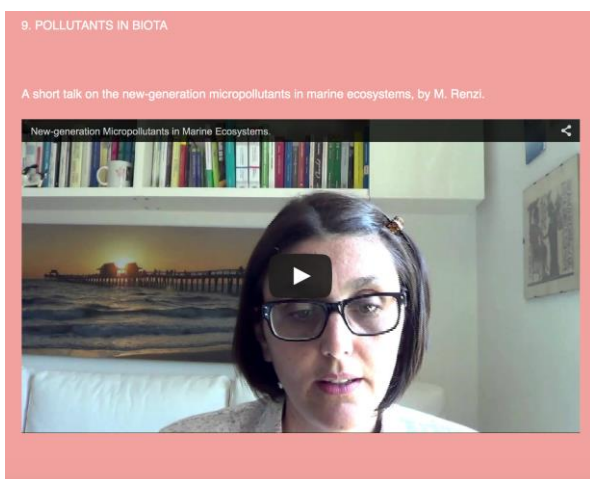 9. POLLUTANTS IN BIOTA
A short talk on the new-generation micropollutants in marine ecosystems, by M. Renzi.
New-generation Micropollutants in Marine Ecosystems.